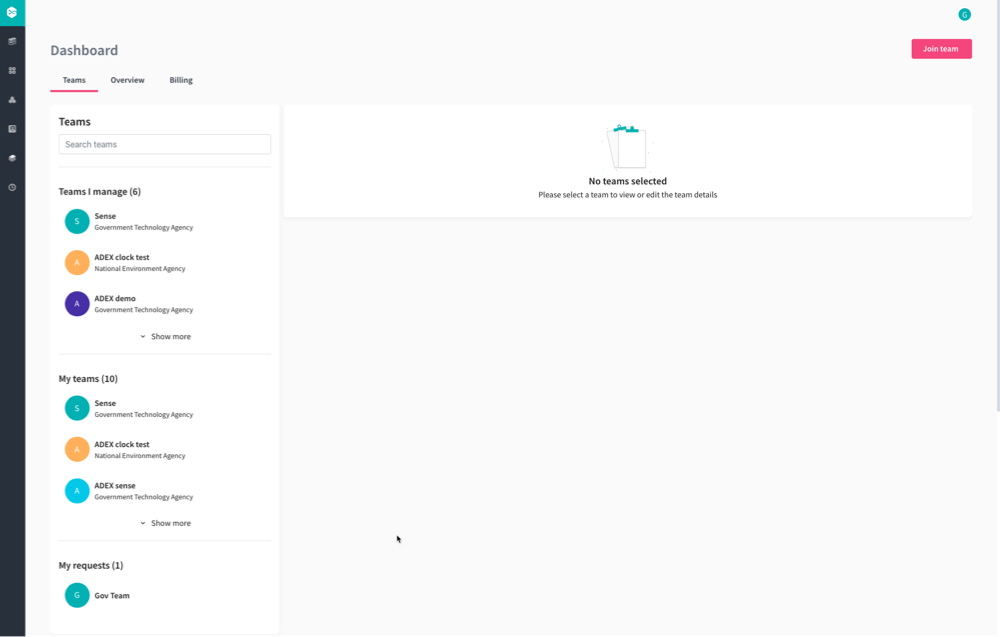 G
Dashboard
Join team
Teams
Overview
Billing
Teams
Search teams
Teams I manage (6)
S
Sense
Government Technology Agency
A
ADEX clock test
National Environment Agency
A
ADEX demo
Government Technology Agency
Show more
My teams (10)
S
Sense
Government Technology Agency
A
ADEX clock test
National Environment Agency
A
ADEX sense
Government Technology Agency
Show more
My requests (1)
G
Gov Team
No teams selected
Please select a team to view or edit the team details